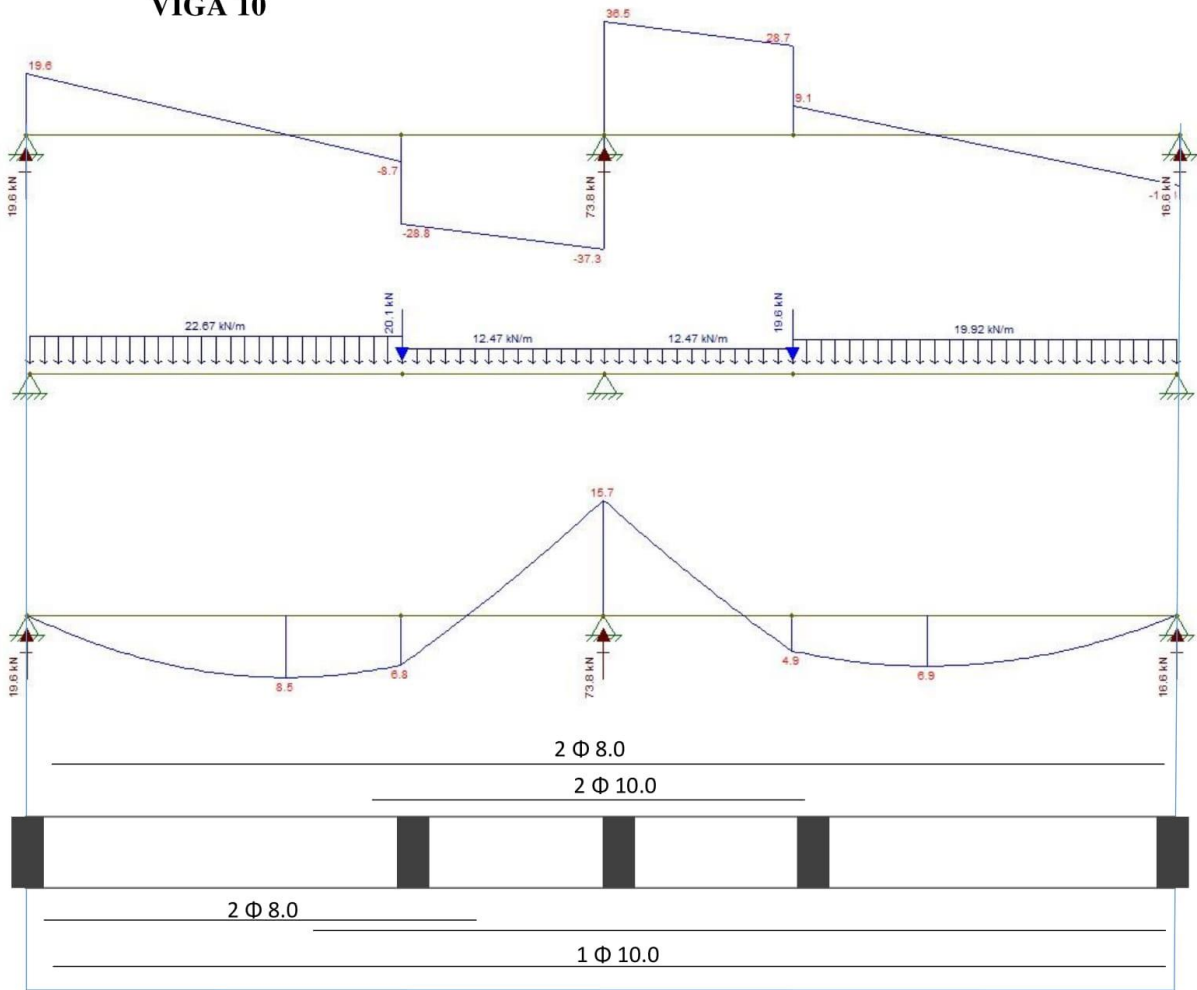 VIGA 10
36.5
28.7
19.6
9.1
-8.7
-28.8
-37.3
19.6 kN
73.8 kN
16.6 kN
20.1 kN
19.6 kN
22.67 kN/m
12.47 kN/m
12.47 kN/m
19.92 kN/m
15.7
8.5
6.8
4.9
6.9
19.6 kN
73.8 kN
16.6 kN
2 Φ 8.0
2 Φ 10.0
2 Φ 8.0
1 Φ 10.0